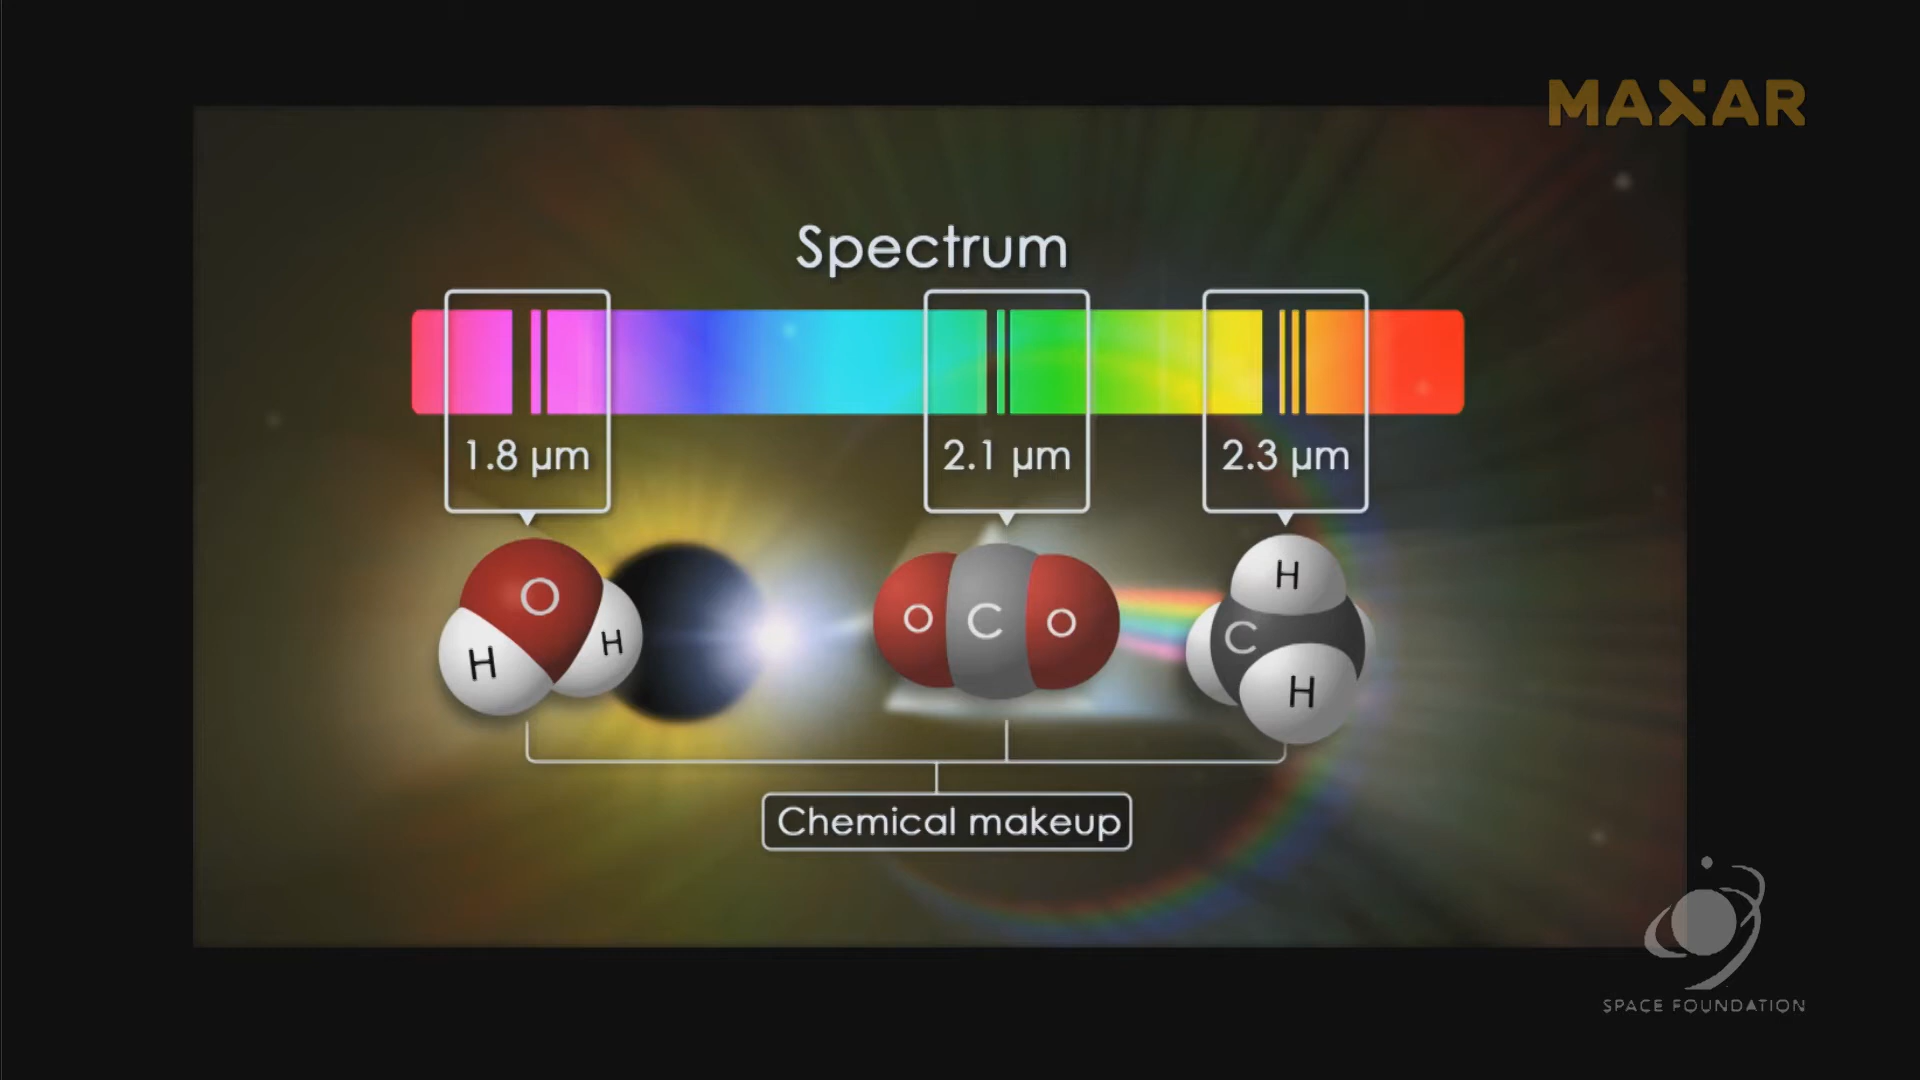 MAXAR
Spectrum
1.8 µm
2.1 µm
2.3 µm
O
H
H
O
C
O
H
C
H
Chemical makeup
SPACE FOUNDATION